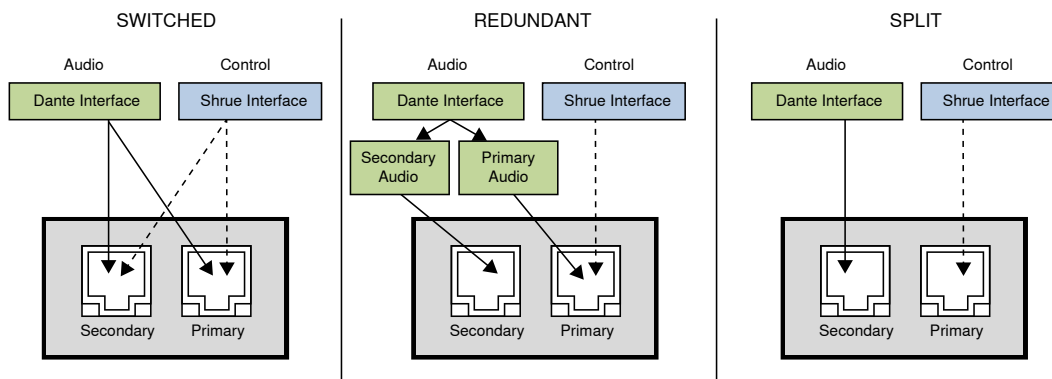 SWITCHED
REDUNDANT
SPLIT
Audio
Control
Audio
Control
Audio
Control
Dante Interface
Shrue Interface
Dante Interface
Shrue Interface
Dante Interface
Shrue Interface
Secondary
Audio
Primary
Audio
Secondary
Primary
Secondary
Primary
Secondary
Primary